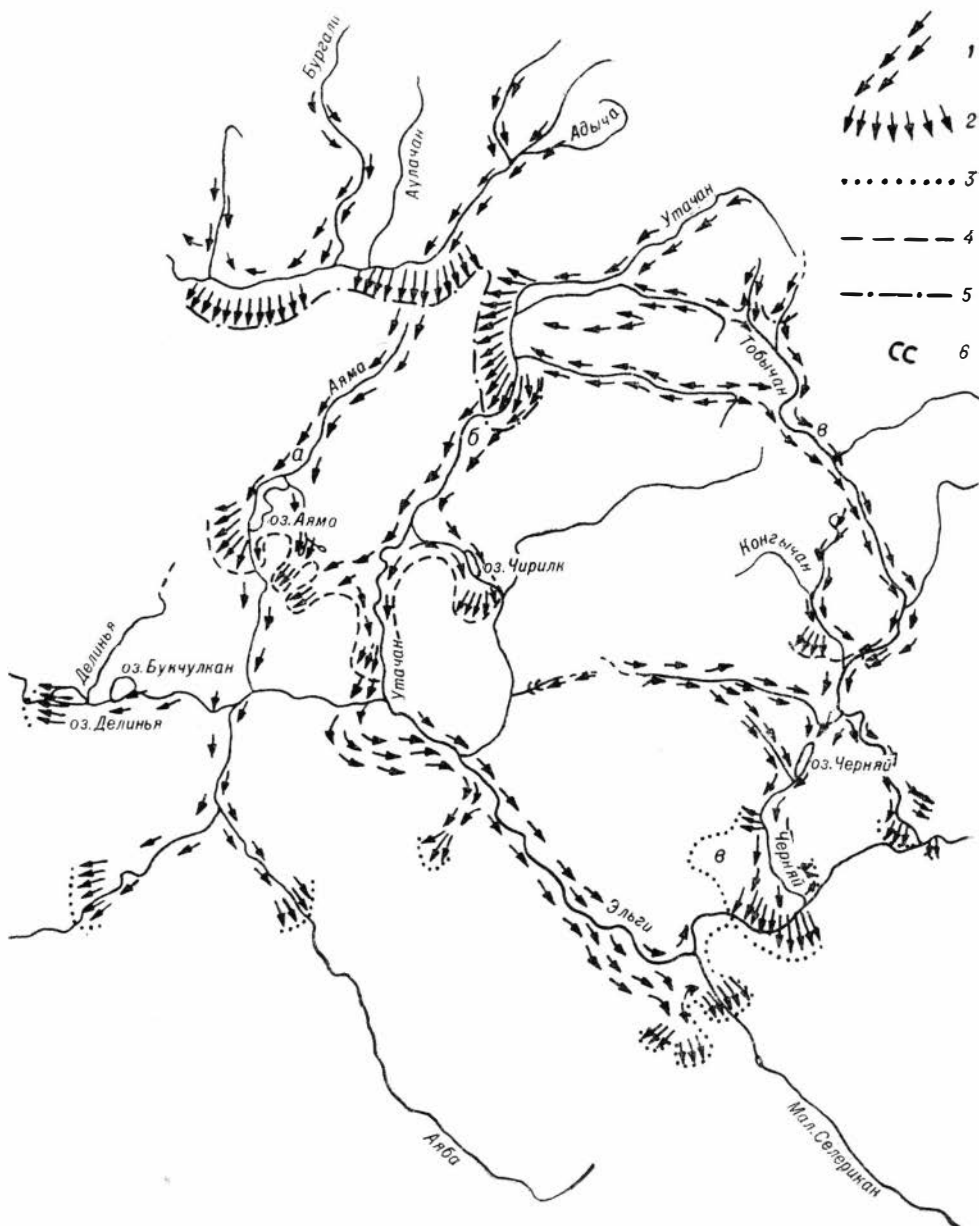 Бургали
Аулачан
Адыча
1
2
3
4
5
СС 6
Утачан
Тобычан
Аяма
а
б
в
оз. Аяма
оз. Чирилк
Конгычан
Делинья
оз. Букчулкан
оз. Делинья
Утачан
оз. Черняй
в
Черняй
Эльги
Аяба
Мал. Селерикан